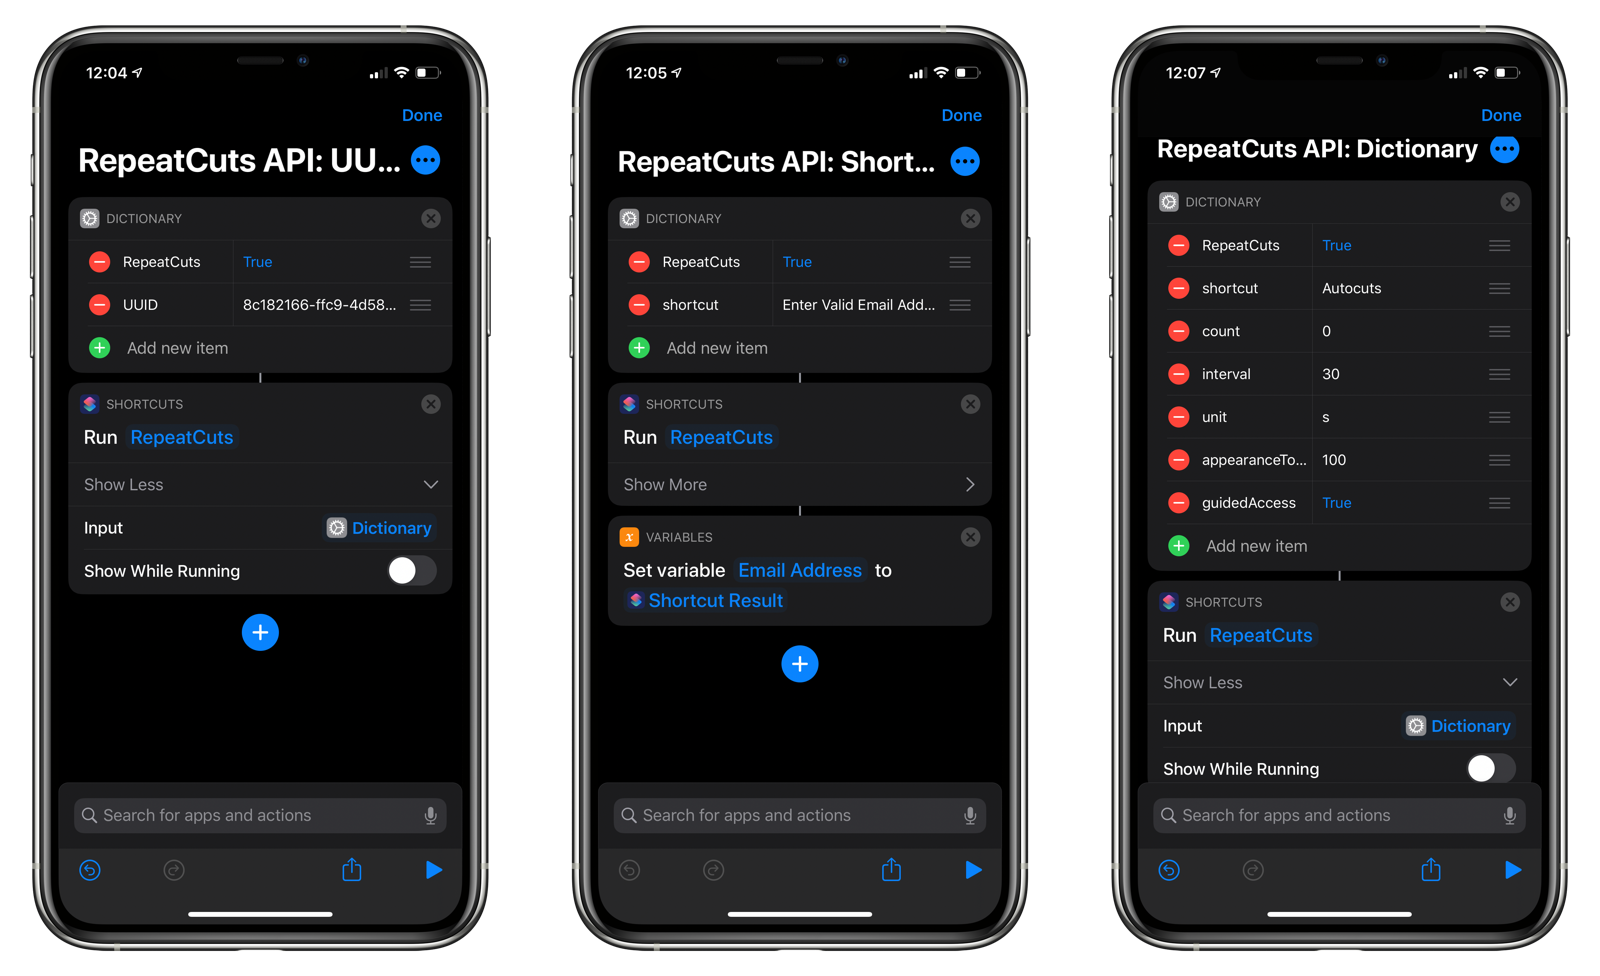 12:04
Done
RepeatCuts API: UU...
DICTIONARY
RepeatCuts True
UUID 8c182166-ffc9-4d58...
Add new item
SHORTCUTS
Run RepeatCuts
Show Less
Input Dictionary
Show While Running
Search for apps and actions
12:05
Done
RepeatCuts API: Short...
DICTIONARY
RepeatCuts True
shortcut Enter Valid Email Add...
Add new item
SHORTCUTS
Run RepeatCuts
Show More
x VARIABLES
Set variable Email Address to
Shortcut Result
Search for apps and actions
12:07
Done
RepeatCuts API: Dictionary
DICTIONARY
RepeatCuts True
shortcut Autocuts
count 0
interval 30
unit s
appearanceTo... 100
guidedAccess True
Add new item
SHORTCUTS
Run RepeatCuts
Show Less
Input Dictionary
Show While Running
Search for apps and actions